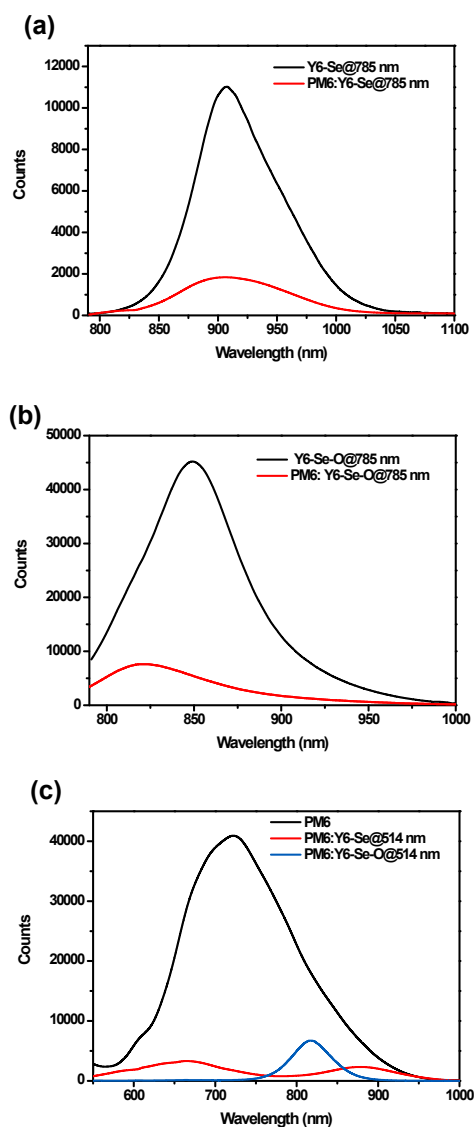 (a)
Y6-Se@785 nm
PM6:Y6-Se@785 nm
12000
10000
8000
6000
4000
2000
0
Counts
800 850 900 950 1000 1050 1100
Wavelength (nm)
(b)
Y6-Se-O@785 nm
PM6: Y6-Se-O@785 nm
50000
40000
30000
20000
10000
0
Counts
800 850 900 950 1000
Wavelength (nm)
(c)
PM6
PM6:Y6-Se@514 nm
PM6:Y6-Se-O@514 nm
40000
30000
20000
10000
0
Counts
600 700 800 900 1000
Wavelength (nm)